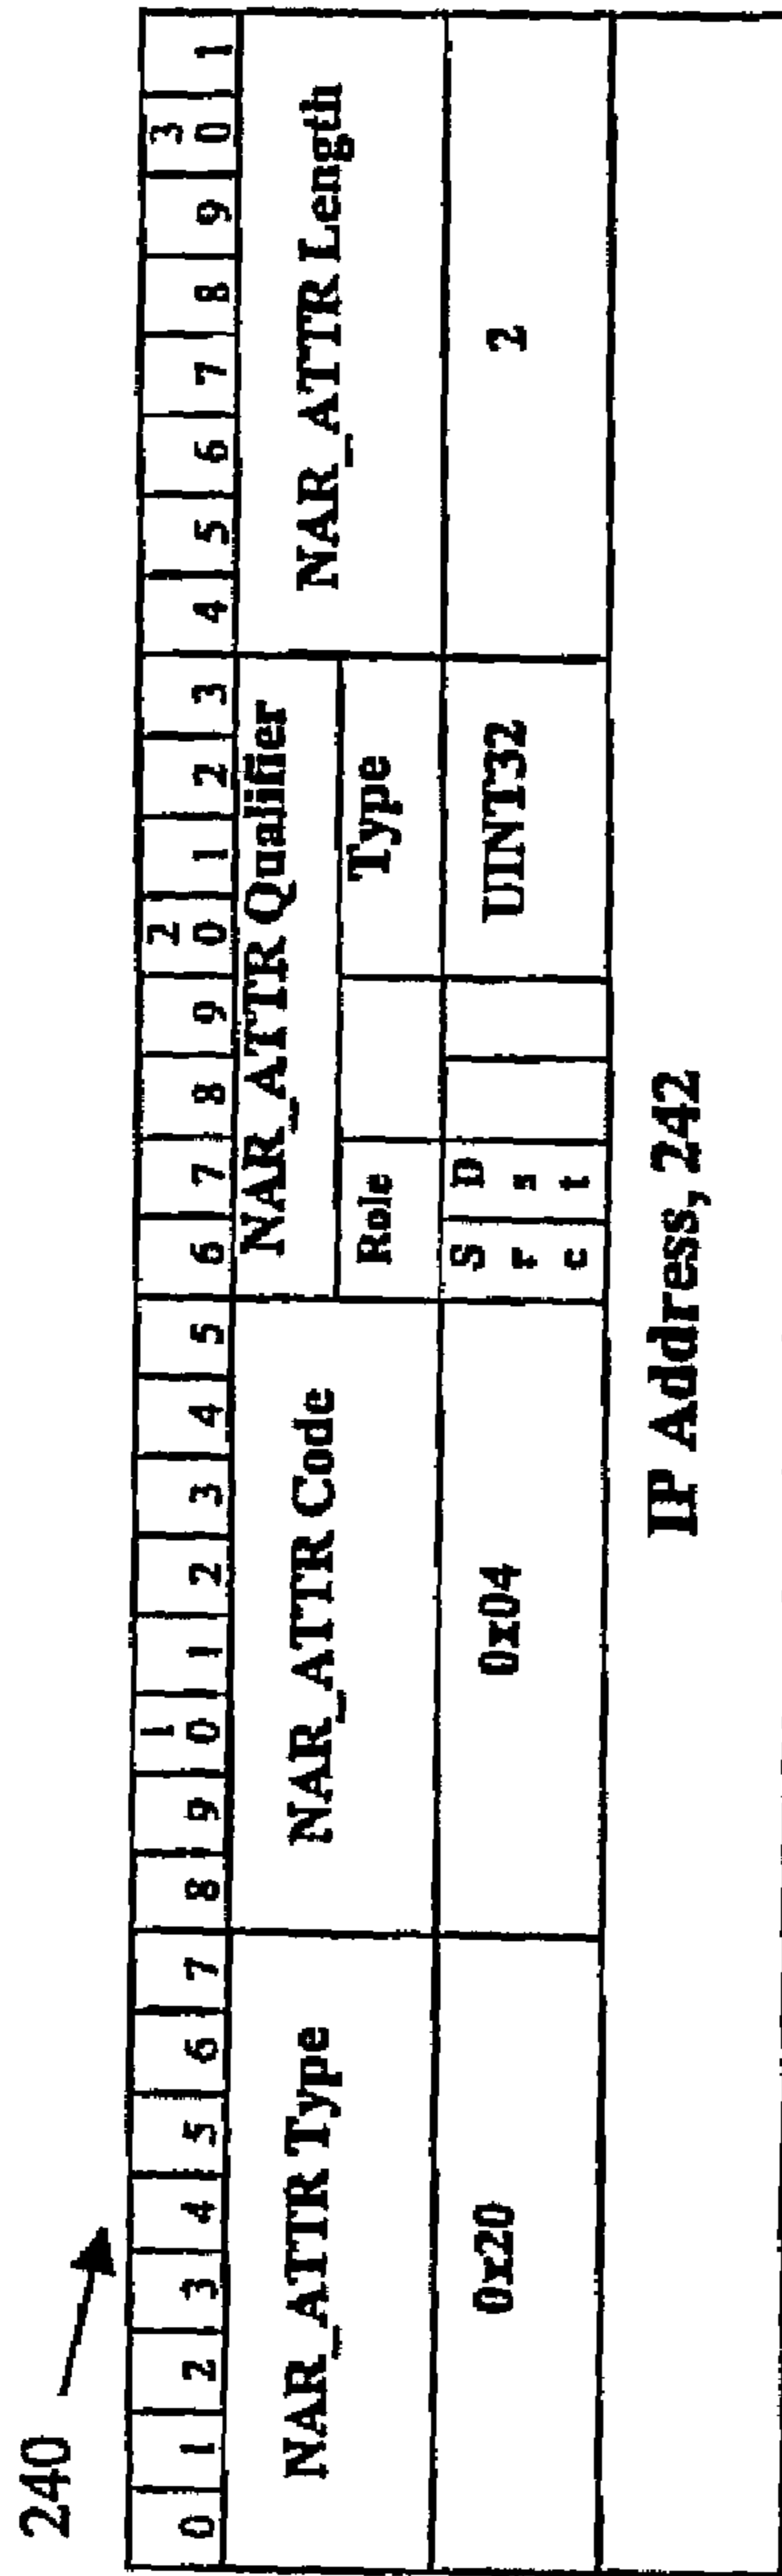 240
1 2 3
0 1 2 3 4 5 6 7 8 9 0 1 2 3 4 5 6 7 8 9 0 1 2 3 4 5 6 7 8 9 0 1
NAR_ATTR Type NAR_ATTR Code NAR_ATTR Qualifier NAR_ATTR Length
Role Type
0x20 0x04 Src Dst UINT32 2
IP Address, 242